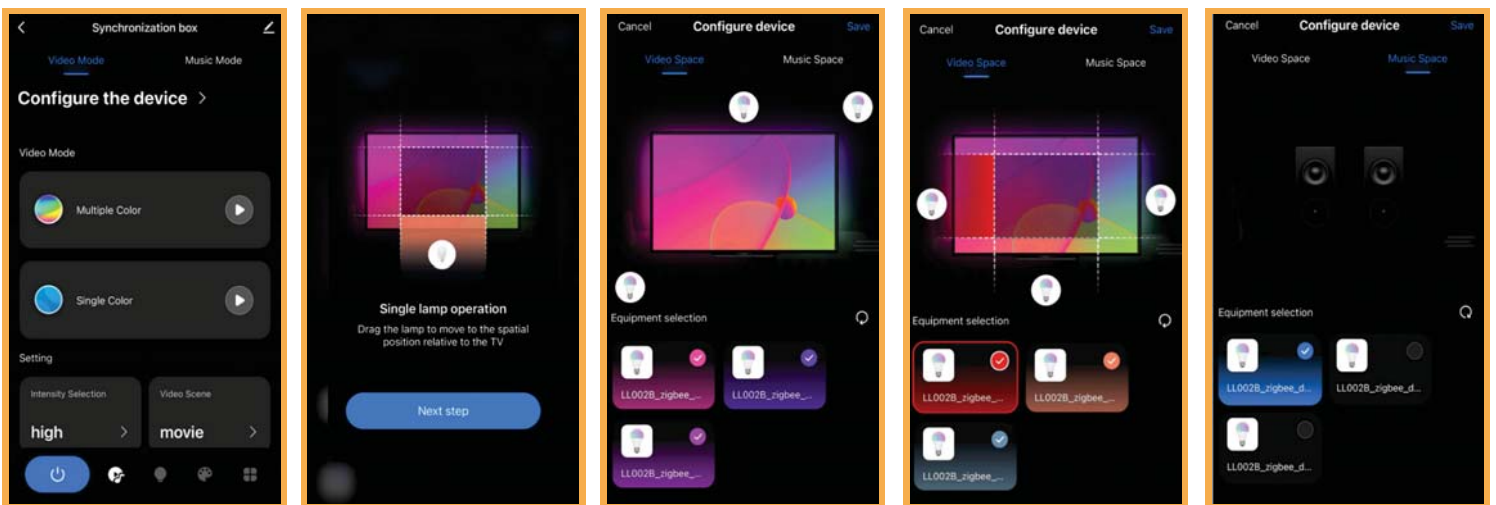 Synchronization box
Video Mode Music Mode
Configure the device >
Video Mode
Multiple Color
Single Color
Setting
Intensity Selection Video Scene
high > movie >
Single lamp operation
Drag the lamp to move to the spatial
position relative to the TV
Next step
Cancel Configure device Save
Video Space Music Space
Equipment selection
LL002B_zigbee_... LL002B_zigbee_...
LL002B_zigbee_...
Cancel Configure device Save
Video Space Music Space
Equipment selection
LL002B_zigbee_... LL002B_zigbee_...
LL002B_zigbee_...
Cancel Configure device Save
Video Space Music Space
Equipment selection
LL002B_zigbee_d... LL002B_zigbee_d...
LL002B_zigbee_d...